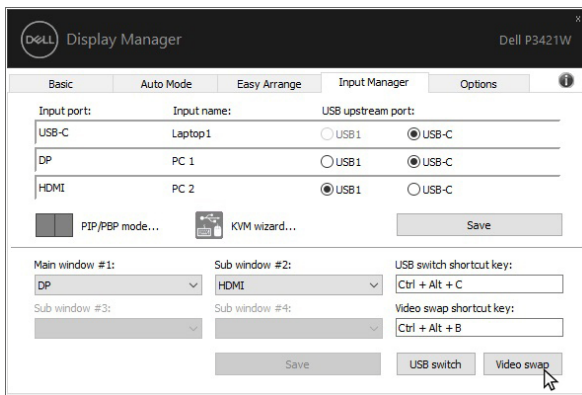 DELL Display Manager Dell P3421W
Basic Auto Mode Easy Arrange Input Manager Options
Input port: Input name: USB upstream port:
USB-C Laptop1 USB1 USB-C
DP PC 1 USB1 USB-C
HDMI PC 2 USB1 USB-C
PIP/PBP mode... KVM wizard... Save
Main window #1: Sub window #2: USB switch shortcut key:
DP HDMI Ctrl + Alt + C
Sub window #3: Sub window #4: Video swap shortcut key:
Ctrl + Alt + B
Save USB switch Video swap